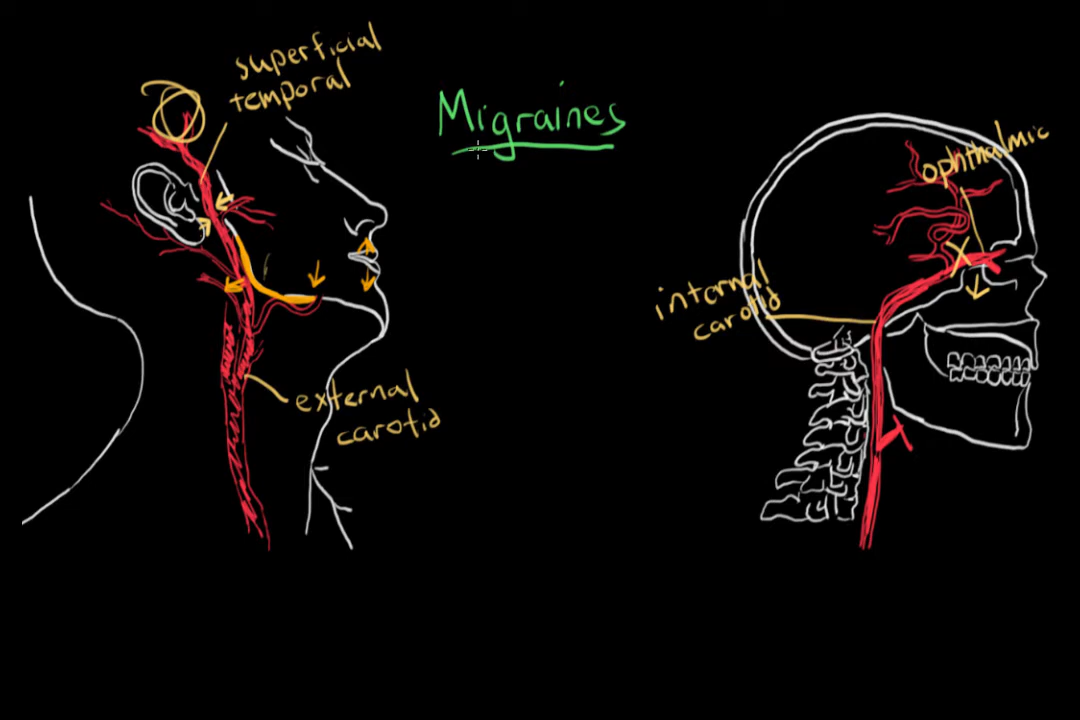 superficial
temporal
Migraines
ophthalmic
internal
carotid
external
carotid